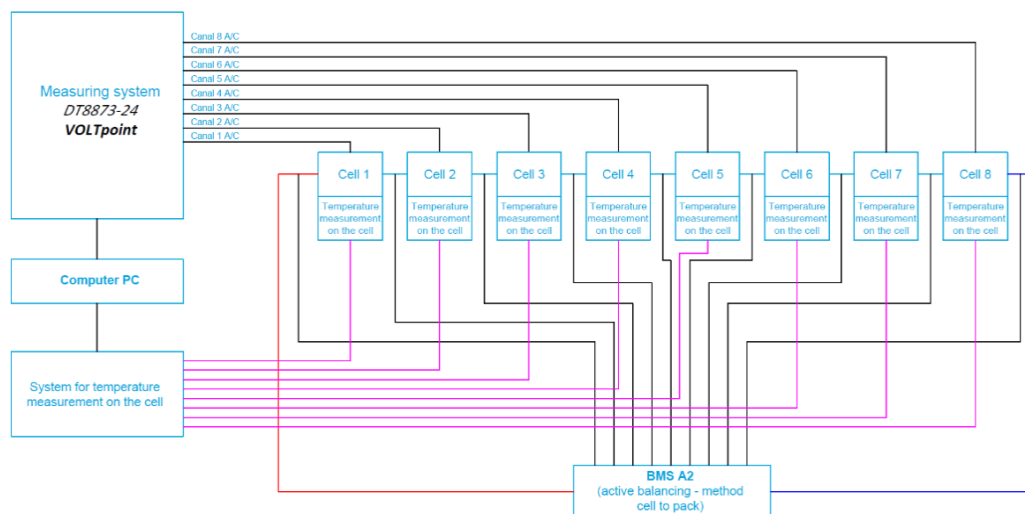 Canal 8 A/C
Canal 7 A/C
Canal 6 A/C
Canal 5 A/C
Canal 4 A/C
Canal 3 A/C
Canal 2 A/C
Canal 1 A/C
Measuring system
DT8873-24
VOLTpoint
Cell 1
Cell 2
Cell 3
Cell 4
Cell 5
Cell 6
Cell 7
Cell 8
Temperature
measurement
on the cell
Temperature
measurement
on the cell
Temperature
measurement
on the cell
Temperature
measurement
on the cell
Temperature
measurement
on the cell
Temperature
measurement
on the cell
Temperature
measurement
on the cell
Temperature
measurement
on the cell
Computer PC
System for temperature
measurement on the cell
BMS A2
(active balancing - method
cell to pack)